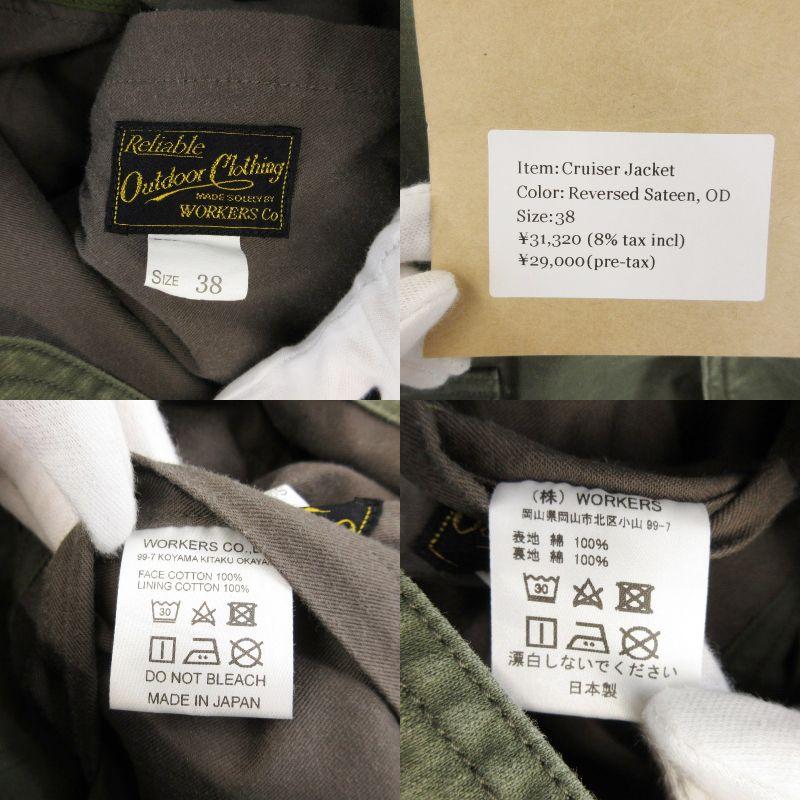 Reliable
Outdoor Clothing
MADE SOLELY BY
WORKERS Co
SIZE 38
Item: Cruiser Jacket
Color: Reversed Sateen, OD
Size: 38
¥31,320 (8% tax incl)
¥29,000(pre-tax)
WORKERS CO.,
99-7 KOYAMA KITAKU
FACE COTTON 100%
LINING COTTON 100%
30
DO NOT BLEACH
MADE IN JAPAN
(株) WORKERS
岡山県岡山市北区小山 99-7
表地 綿 100%
裏地 綿 100%
30
漂白しないでください
日本製